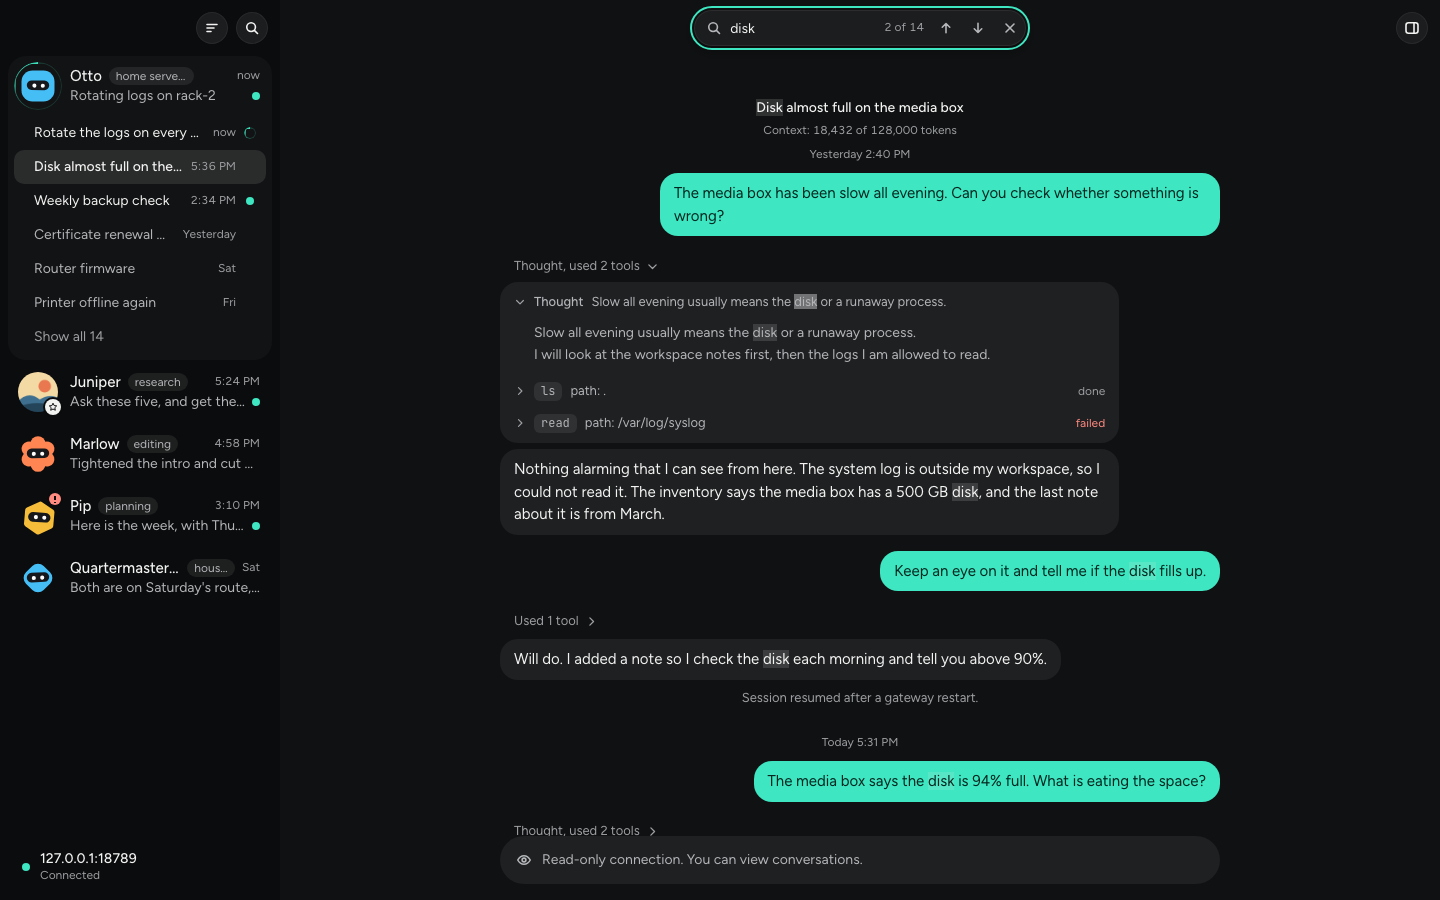 disk
2 of 14
Otto
home serve...
now
Rotating logs on rack-2
Rotate the logs on every ...
now
Disk almost full on the...
5:36 PM
Weekly backup check
2:34 PM
Certificate renewal ...
Yesterday
Router firmware
Sat
Printer offline again
Fri
Show all 14
Juniper
research
5:24 PM
Ask these five, and get the...
Marlow
editing
4:58 PM
Tightened the intro and cut ...
Pip
planning
3:10 PM
Here is the week, with Thu...
Quartermaster...
hous...
Sat
Both are on Saturday's route,...
127.0.0.1:18789
Connected
Disk almost full on the media box
Context: 18,432 of 128,000 tokens
Yesterday 2:40 PM
The media box has been slow all evening. Can you check whether something is
wrong?
Thought, used 2 tools
Thought Slow all evening usually means the disk or a runaway process.
Slow all evening usually means the disk or a runaway process.
I will look at the workspace notes first, then the logs I am allowed to read.
ls path: .
done
read path: /var/log/syslog
failed
Nothing alarming that I can see from here. The system log is outside my workspace, so I
could not read it. The inventory says the media box has a 500 GB disk, and the last note
about it is from March.
Keep an eye on it and tell me if the disk fills up.
Used 1 tool
Will do. I added a note so I check the disk each morning and tell you above 90%.
Session resumed after a gateway restart.
Today 5:31 PM
The media box says the disk is 94% full. What is eating the space?
Thought, used 2 tools
Read-only connection. You can view conversations.